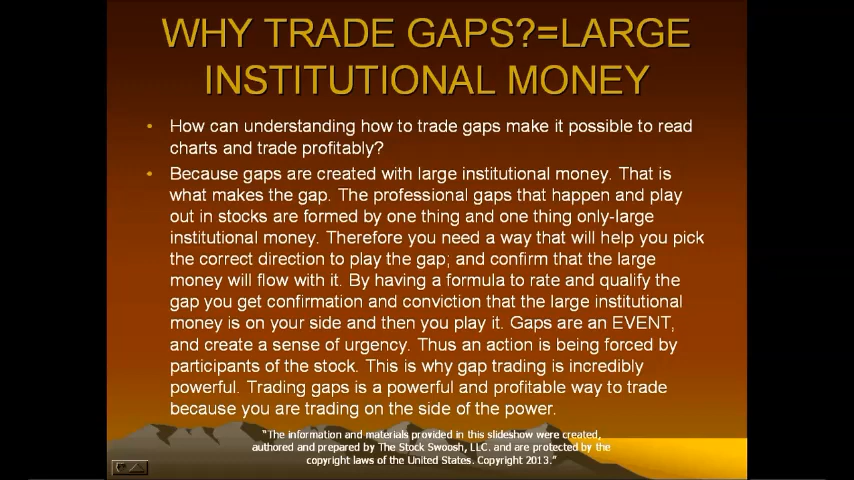 WHY TRADE GAPS?=LARGE
INSTITUTIONAL MONEY
• How can understanding how to trade gaps make it possible to read
charts and trade profitably?
• Because gaps are created with large institutional money. That is
what makes the gap. The professional gaps that happen and play
out in stocks are formed by one thing and one thing only-large
institutional money. Therefore you need a way that will help you pick
the correct direction to play the gap; and confirm that the large
money will flow with it. By having a formula to rate and qualify the
gap you get confirmation and conviction that the large institutional
money is on your side and then you play it. Gaps are an EVENT,
and create a sense of urgency. Thus an action is being forced by
participants of the stock. This is why gap trading is incredibly
powerful. Trading gaps is a powerful and profitable way to trade
because you are trading on the side of the power.
"The information and materials provided in this slideshow were created,
authored and prepared by The Stock Swoosh, LLC. and are protected by the
copyright laws of the United States. Copyright 2013."